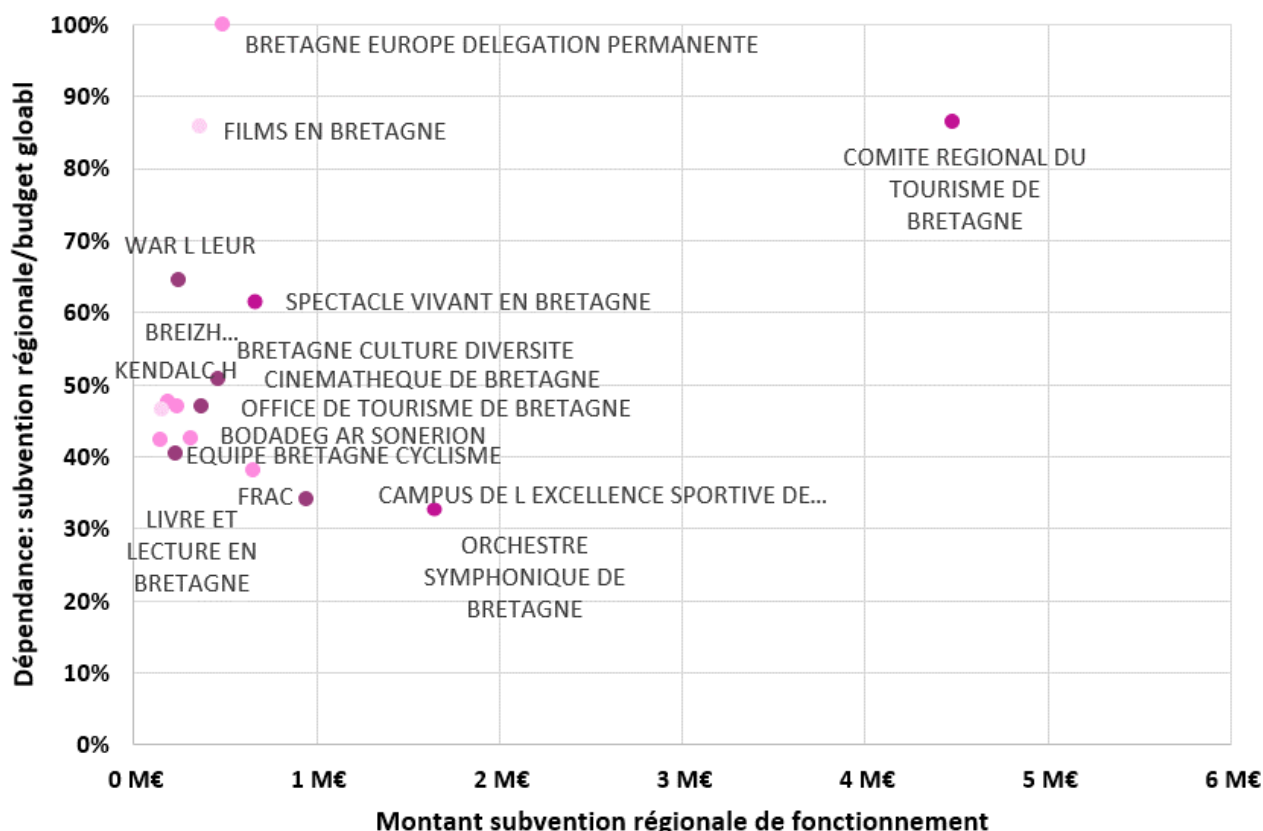 Dépendance: subvention régionale/budget gloabl
100%
90%
80%
70%
60%
50%
40%
30%
20%
10%
0%
BRETAGNE EUROPE DELEGATION PERMANENTE
FILMS EN BRETAGNE
COMITE REGIONAL DU
TOURISME DE
BRETAGNE
WAR L LEUR
SPECTACLE VIVANT EN BRETAGNE
BREIZH...
BRETAGNE CULTURE DIVERSITE
KENDALC H
CINEMATHEQUE DE BRETAGNE
OFFICE DE TOURISME DE BRETAGNE
BODADEG AR SONERION
EQUIPE BRETAGNE CYCLISME
FRAC
CAMPUS DE L EXCELLENCE SPORTIVE DE...
LIVRE ET
LECTURE EN
BRETAGNE
ORCHESTRE
SYMPHONIQUE DE
BRETAGNE
0 M€ 1 M€ 2 M€ 3 M€ 4 M€ 5 M€ 6 M€
Montant subvention régionale de fonctionnement